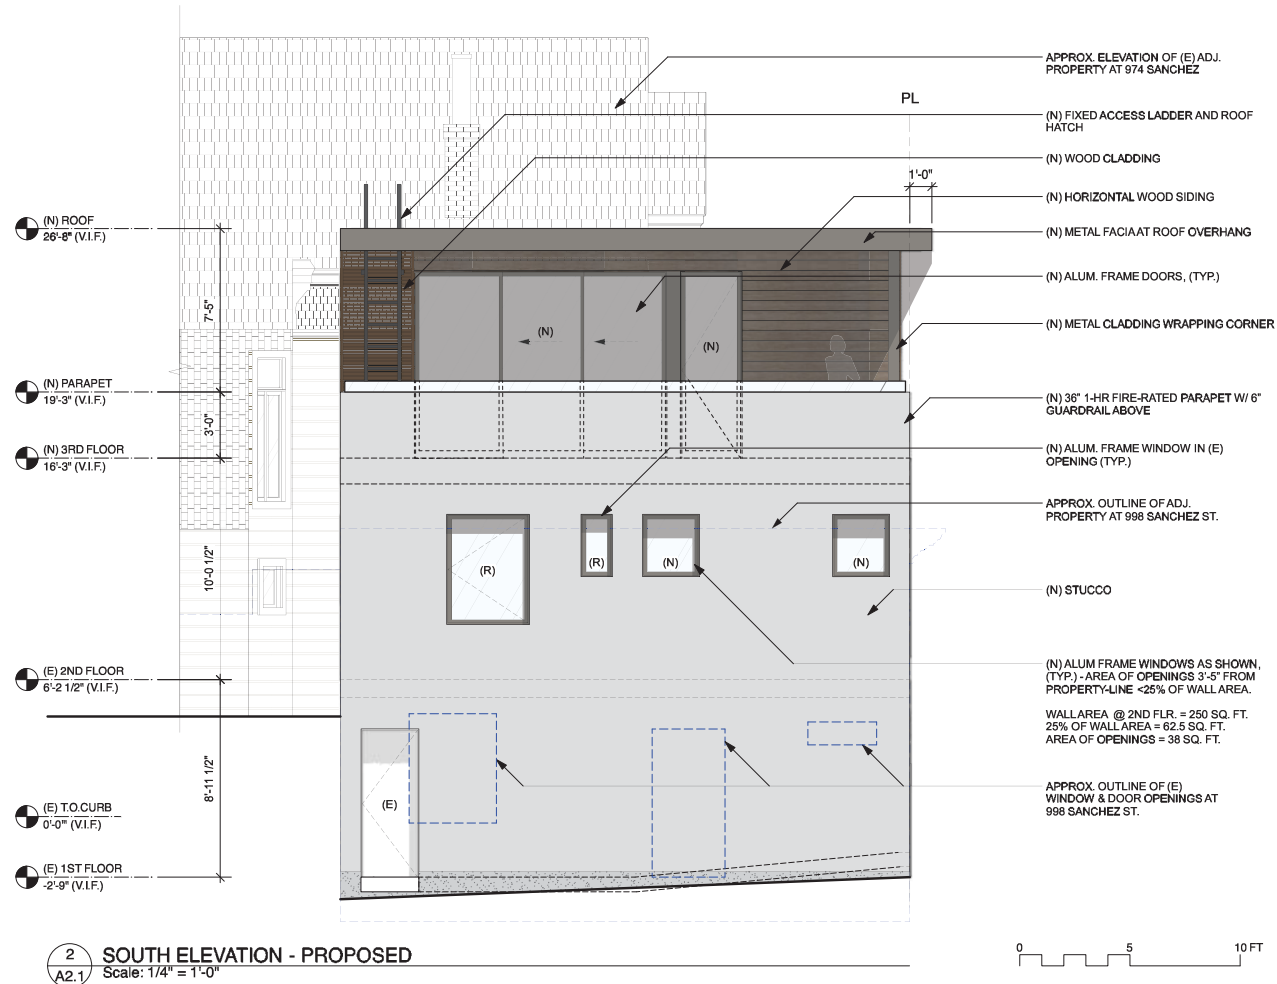 APPROX. ELEVATION OF (E) ADJ.
PROPERTY AT 974 SANCHEZ
PL
(N) FIXED ACCESS LADDER AND ROOF
HATCH
(N) WOOD CLADDING
1'-0"
(N) HORIZONTAL WOOD SIDING
(N) METAL FACIA AT ROOF OVERHANG
(N) ALUM. FRAME DOORS, (TYP.)
(N) METAL CLADDING WRAPPING CORNER
(N) 36" 1-HR FIRE-RATED PARAPET W/ 6"
GUARDRAIL ABOVE
(N) ALUM. FRAME WINDOW IN (E)
OPENING (TYP.)
APPROX. OUTLINE OF ADJ.
PROPERTY AT 998 SANCHEZ ST.
(N) STUCCO
(N) ALUM FRAME WINDOWS AS SHOWN,
(TYP.) - AREA OF OPENINGS 3'-5" FROM
PROPERTY-LINE <25% OF WALL AREA.
WALL AREA @ 2ND FLR. = 250 SQ. FT.
25% OF WALL AREA = 62.5 SQ. FT.
AREA OF OPENINGS = 38 SQ. FT.
APPROX. OUTLINE OF (E)
WINDOW & DOOR OPENINGS AT
998 SANCHEZ ST.
(N) ROOF
26'-8" (V.I.F.)
7'-5"
(N) PARAPET
19'-3" (V.I.F.)
3'-0"
(N) 3RD FLOOR
16'-3" (V.I.F.)
10'-0 1/2"
(E) 2ND FLOOR
6'-2 1/2" (V.I.F.)
8'-11 1/2"
(E) T.O.CURB
0'-0" (V.I.F.)
(E) 1ST FLOOR
-2'-9" (V.I.F.)
(N)
(N)
(R)
(R)
(N)
(N)
(E)
2
A2.1
SOUTH ELEVATION - PROPOSED
Scale: 1/4" = 1'-0"
0 5 10 FT